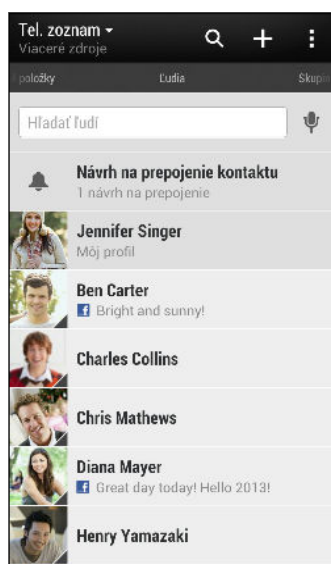 Tel. zoznam
Viaceré zdroje
položky Ľudia Skupin
Hľadať ľudí
Návrh na prepojenie kontaktu
1 návrh na prepojenie
Jennifer Singer
Môj profil
Ben Carter
Bright and sunny!
Charles Collins
Chris Mathews
Diana Mayer
Great day today! Hello 2013!
Henry Yamazaki